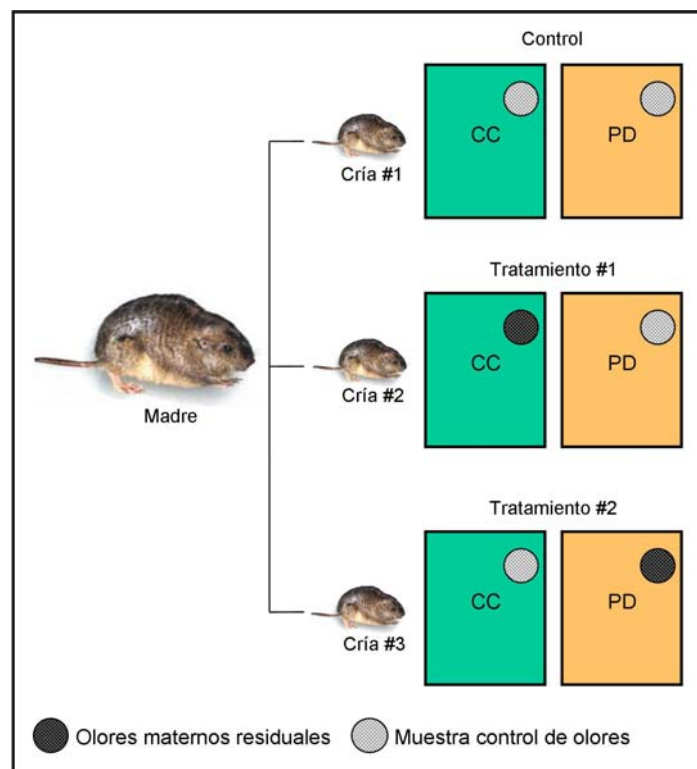 Control
CC
PD
Cría #1
Tratamiento #1
CC
PD
Cría #2
Madre
Tratamiento #2
CC
PD
Cría #3
Olores maternos residuales
Muestra control de olores